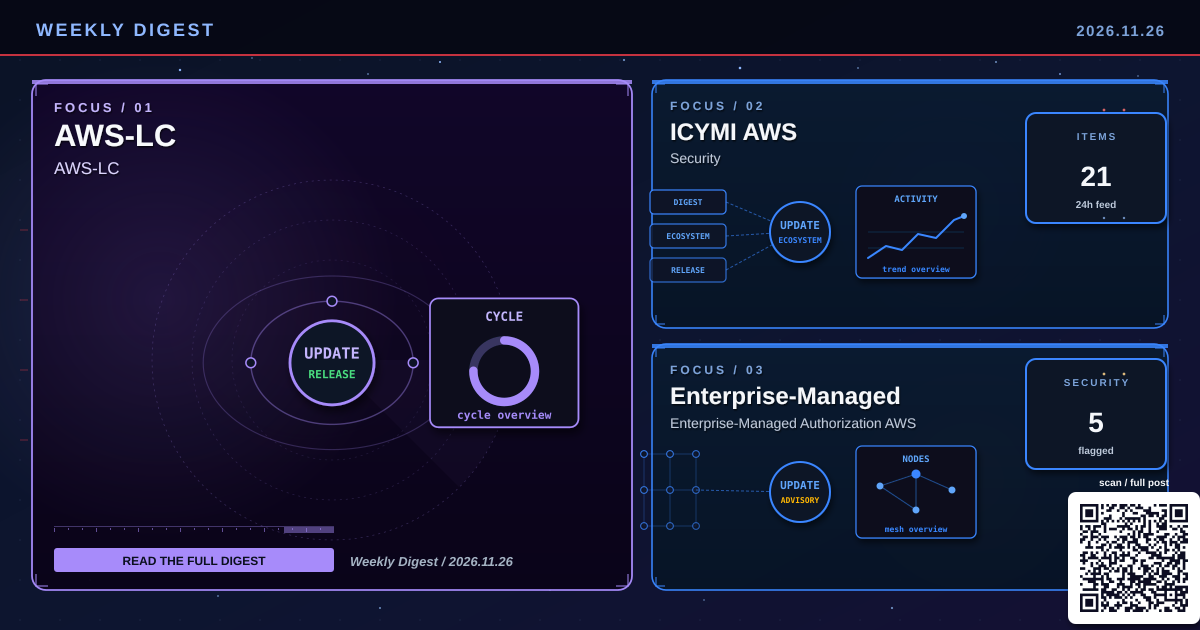 WEEKLY DIGEST
2026.11.26
FOCUS / 01
AWS-LC
AWS-LC
UPDATE
RELEASE
CYCLE
cycle overview
READ THE FULL DIGEST
Weekly Digest / 2026.11.26
FOCUS / 02
ICYMI AWS
Security
DIGEST
ECOSYSTEM
RELEASE
UPDATE
ECOSYSTEM
ACTIVITY
trend overview
ITEMS
21
24h feed
FOCUS / 03
Enterprise-Managed
Enterprise-Managed Authorization AWS
UPDATE
ADVISORY
NODES
mesh overview
SECURITY
5
flagged
scan / full post